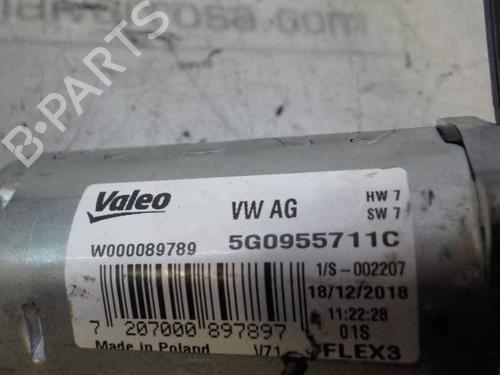 B-PARTS
Valeo
VW AG
HW 7
SW 7
W000089789
5G0955711C
1/S-002207
18/12/2018
11:22:28
01S
7 207000 897897
Made in Poland
V71
FLEX3